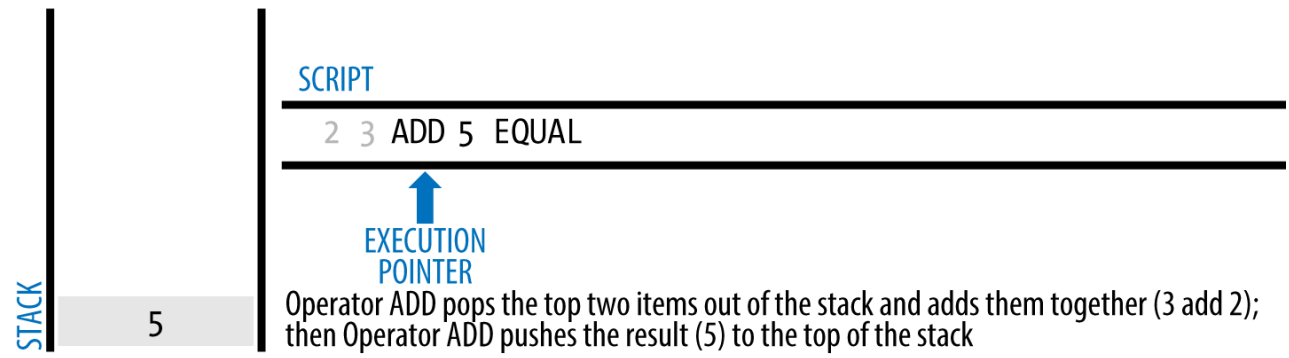 SCRIPT
2 3 ADD 5 EQUAL
EXECUTION
POINTER
STACK
5
Operator ADD pops the top two items out of the stack and adds them together (3 add 2);
then Operator ADD pushes the result (5) to the top of the stack